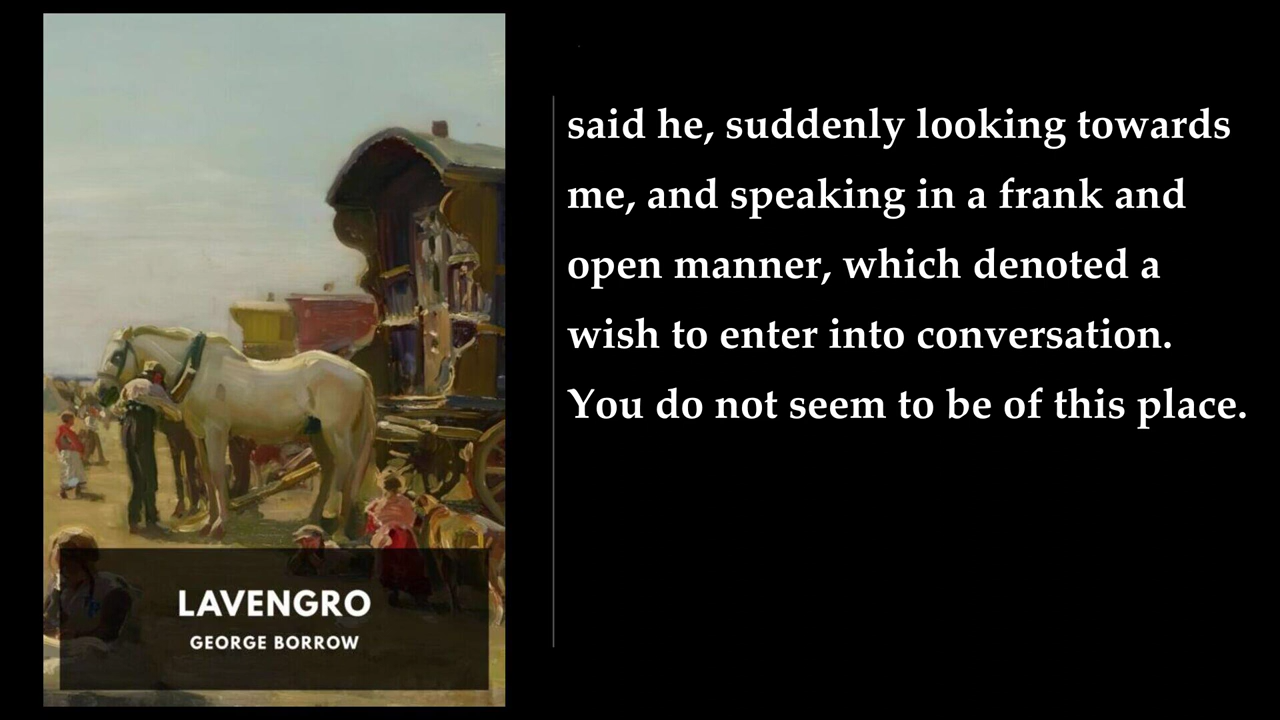 LAVENGRO
GEORGE BORROW
said he, suddenly looking towards
me, and speaking in a frank and
open manner, which denoted a
wish to enter into conversation.
You do not seem to be of this place.